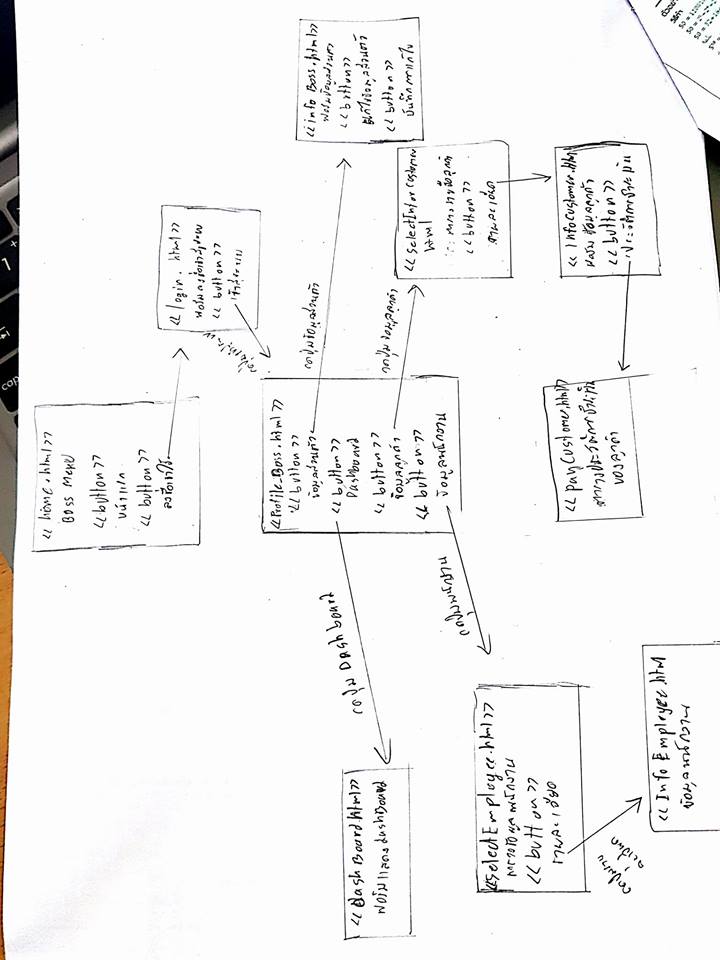 << home.html>>
Boss Menu
<<button>>
หน้าแรก
<< button>>
ลงชื่อเข้าใช้
<<login. html>>
ฟอร์มลงชื่อเข้าสู่ระบบ
<< button>>
เข้าสู่ระบบ
กดปุ่มเข้าสู่ระบบ
<<Profile_Boss.html>>
<<button>>
ข้อมูลส่วนตัว
<<button>>
Dashboard
<<button>>
ข้อมูลลูกค้า
<<button>>
ข้อมูลพนักงาน
กดปุ่มข้อมูลส่วนตัว
<<info Boss.html>>
ฟอร์มข้อมูลส่วนตัว
<<button>>
แก้ไขข้อมูลส่วนตัว
<<button>>
บันทึกการแก้ไข
กดปุ่ม Dash board
<<dash Board.html>>
ฟอร์มแสดงdashBoard
กดปุ่ม ข้อมูลลูกค้า
<<selectInforcustomer
html
ตารางรายชื่อลูกค้า
<<button>>
รายละเอียด
กดปุ่มพนักงาน
<<selectEmployee.html>>
ตารางข้อมูลพนักงาน
<<button>>
รายละเอียด
กดปุ่มราย
ละเอียด
<<Info Employee.html
ข้อมูลพนักงาน
<<payCustomer.html>>
ตารางประวัติการชำระเงิน
ของลูกค้า
<< InfoCustomer.html
ฟอร์ม ข้อมูลลูกค้า
<<button>>
ประวัติการชำระเงิน